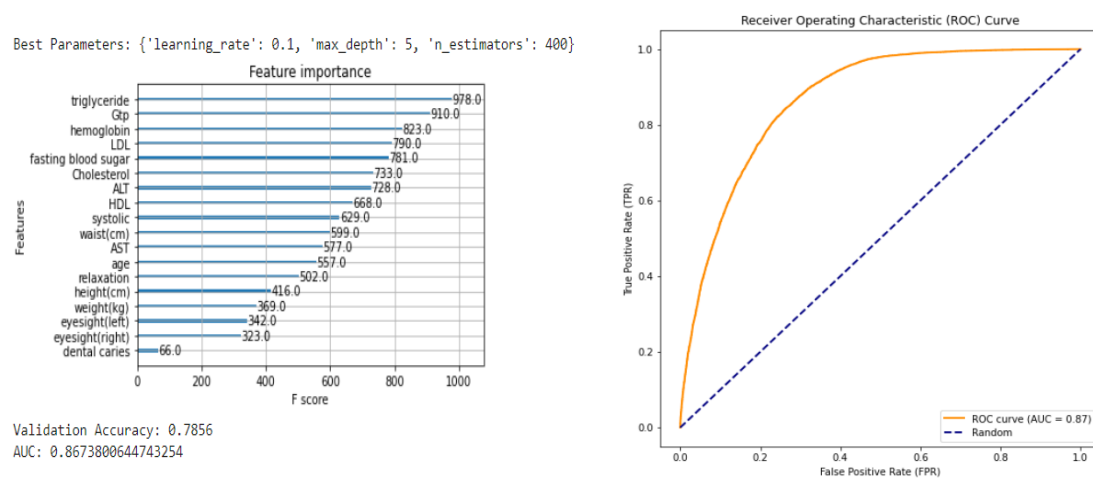 Best Parameters: {'learning_rate': 0.1, 'max_depth': 5, 'n_estimators': 400}
Feature importance
Features
triglyceride 978.0
Gtp 910.0
hemoglobin 823.0
LDL 790.0
fasting blood sugar 781.0
Cholesterol 733.0
ALT 728.0
HDL 668.0
systolic 629.0
waist(cm) 599.0
AST 577.0
age 557.0
relaxation 502.0
height(cm) 416.0
weight(kg) 369.0
eyesight(left) 342.0
eyesight(right) 323.0
dental caries 66.0
0 200 400 600 800 1000
F score
Validation Accuracy: 0.7856
AUC: 0.8673800644743254
Receiver Operating Characteristic (ROC) Curve
True Positive Rate (TPR)
1.0
0.8
0.6
0.4
0.2
0.0
ROC curve (AUC = 0.87)
Random
0.0 0.2 0.4 0.6 0.8 1.0
False Positive Rate (FPR)